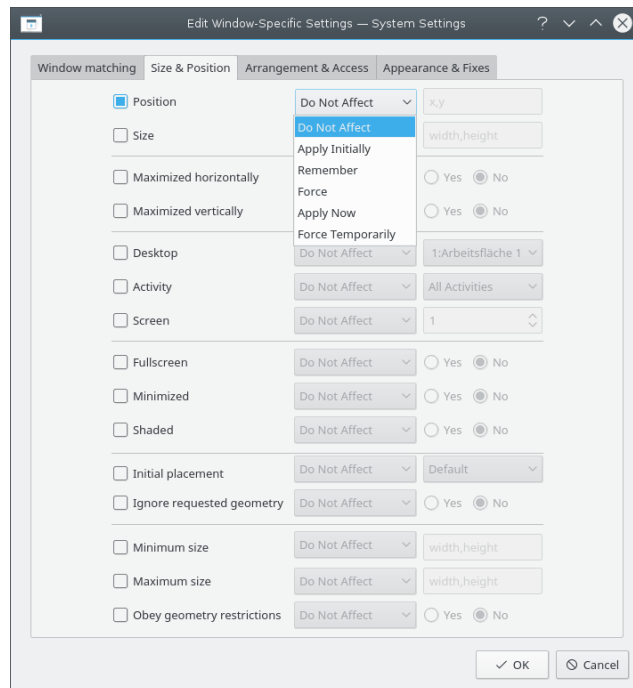 Edit Window-Specific Settings — System Settings ?
Window matching Size & Position Arrangement & Access Appearance & Fixes
Position Do Not Affect x,y
Do Not Affect
Size width,height
Apply Initially
Remember
Maximized horizontally Yes No
Force
Maximized vertically Yes No
Apply Now
Force Temporarily
Desktop Do Not Affect 1:Arbeitsfläche 1
Activity Do Not Affect All Activities
Screen Do Not Affect 1
Fullscreen Do Not Affect Yes No
Minimized Do Not Affect Yes No
Shaded Do Not Affect Yes No
Initial placement Do Not Affect Default
Ignore requested geometry Do Not Affect Yes No
Minimum size Do Not Affect width,height
Maximum size Do Not Affect width,height
Obey geometry restrictions Do Not Affect Yes No
OK Cancel